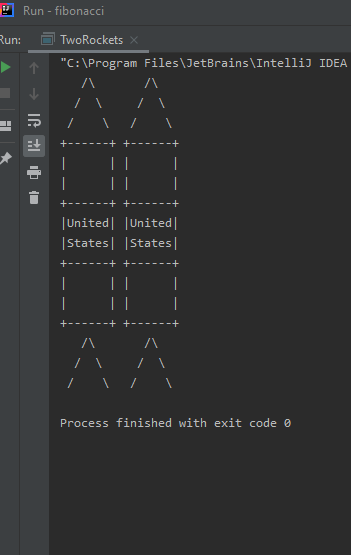 Run - fibonacci
Run: TwoRockets ×
"C:\Program Files\JetBrains\IntelliJ IDEA
   /\       /\
  /  \     /  \
 /    \   /    \
+------+ +------+
|      | |      |
|      | |      |
+------+ +------+
|United| |United|
|States| |States|
+------+ +------+
|      | |      |
|      | |      |
+------+ +------+
   /\       /\
  /  \     /  \
 /    \   /    \
Process finished with exit code 0